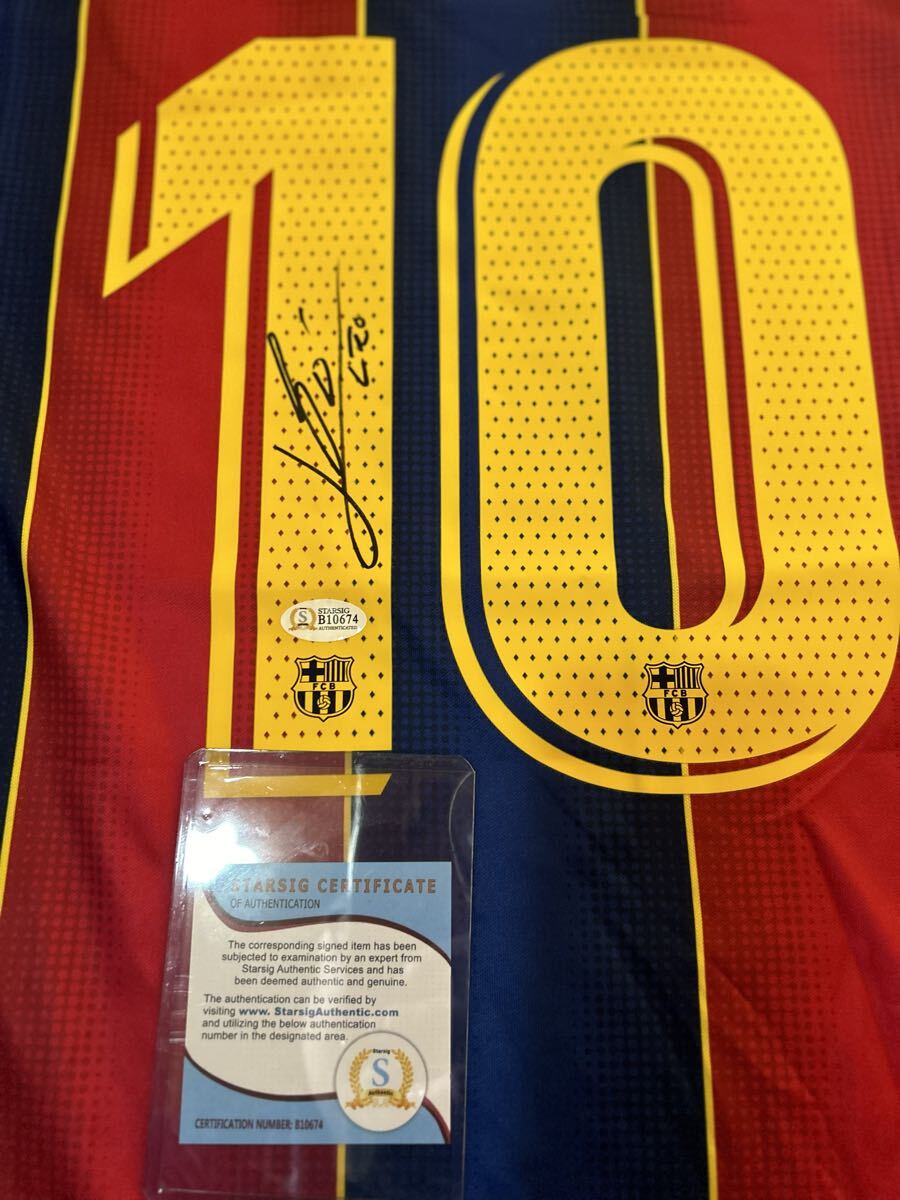 10
STARSIG
S B10674
AUTHENTICATED
FCB
FCB
STARSIG CERTIFICATE
OF AUTHENTICATION
The corresponding signed item has been
subjected to examination by an expert from
Starsig Authentic Services and has
been deemed authentic and genuine.
The authentication can be verified by
visiting www. StarsigAuthentic.com
and utilizing the below authentication
number in the designated area.
Starsig
S
Authentic
CERTIFICATION NUMBER: B10674